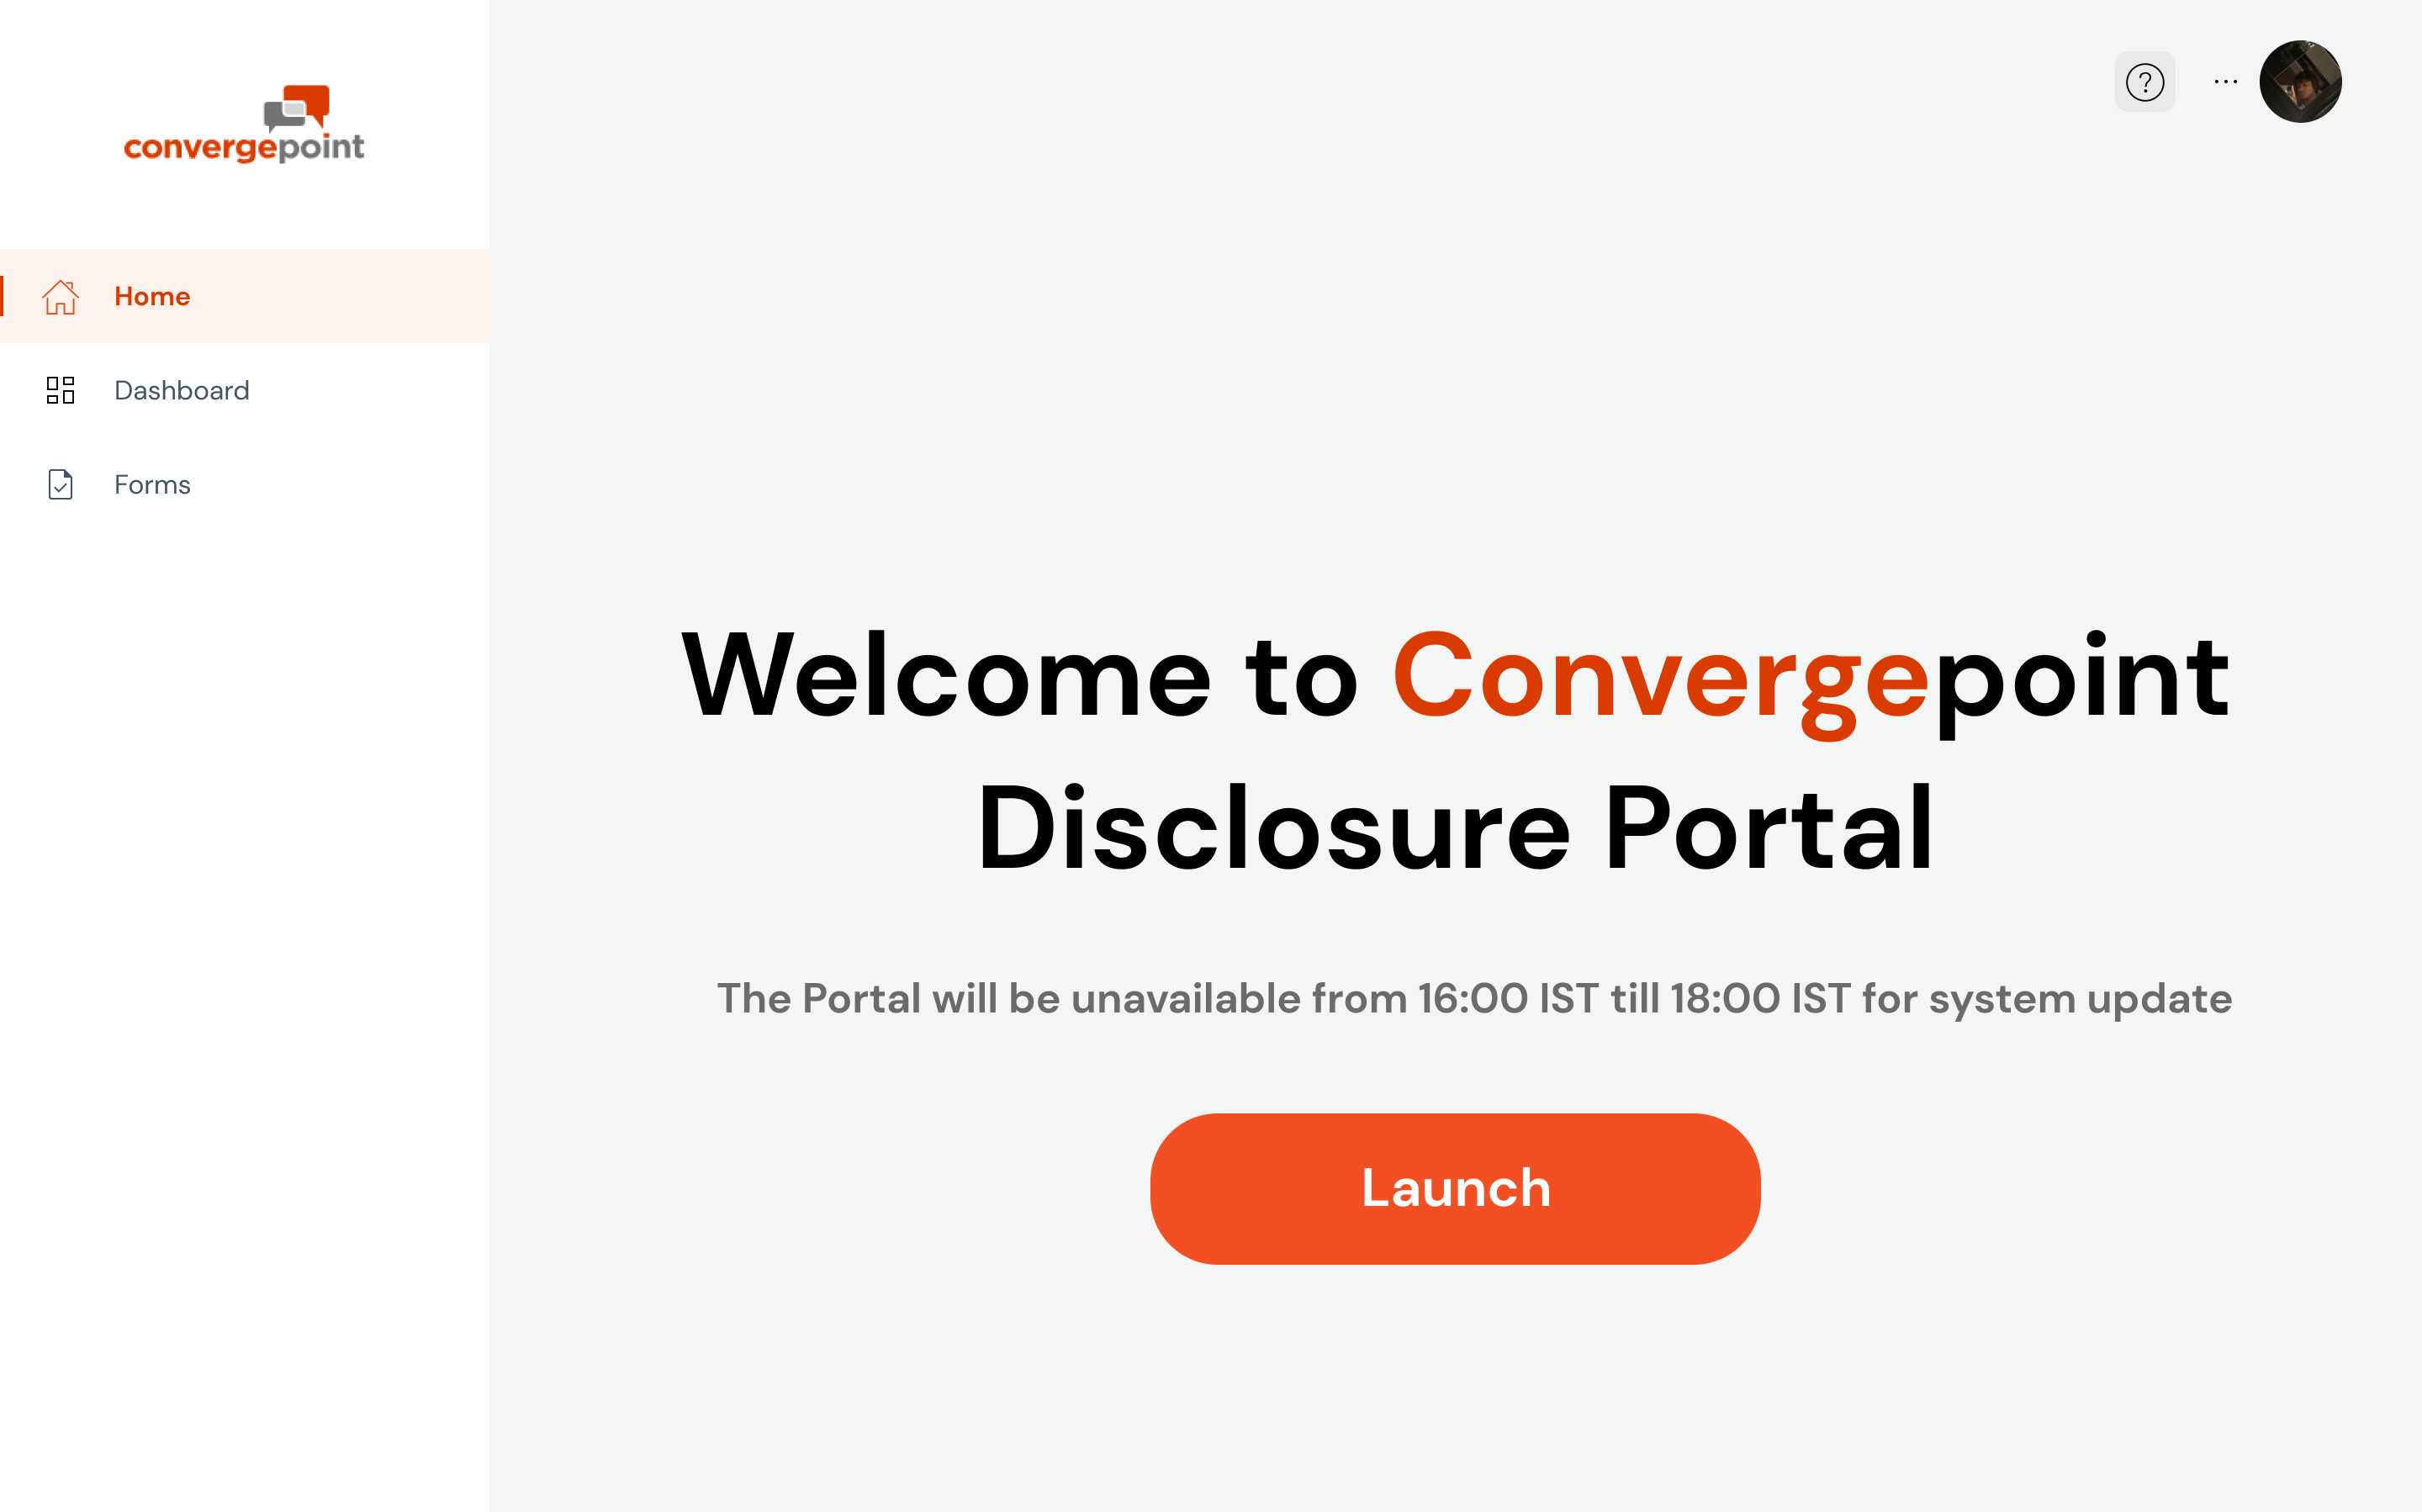 convergepoint
Home
Dashboard
Forms
?
Welcome to Convergepoint
Disclosure Portal
The Portal will be unavailable from 16:00 IST till 18:00 IST for system update
Launch